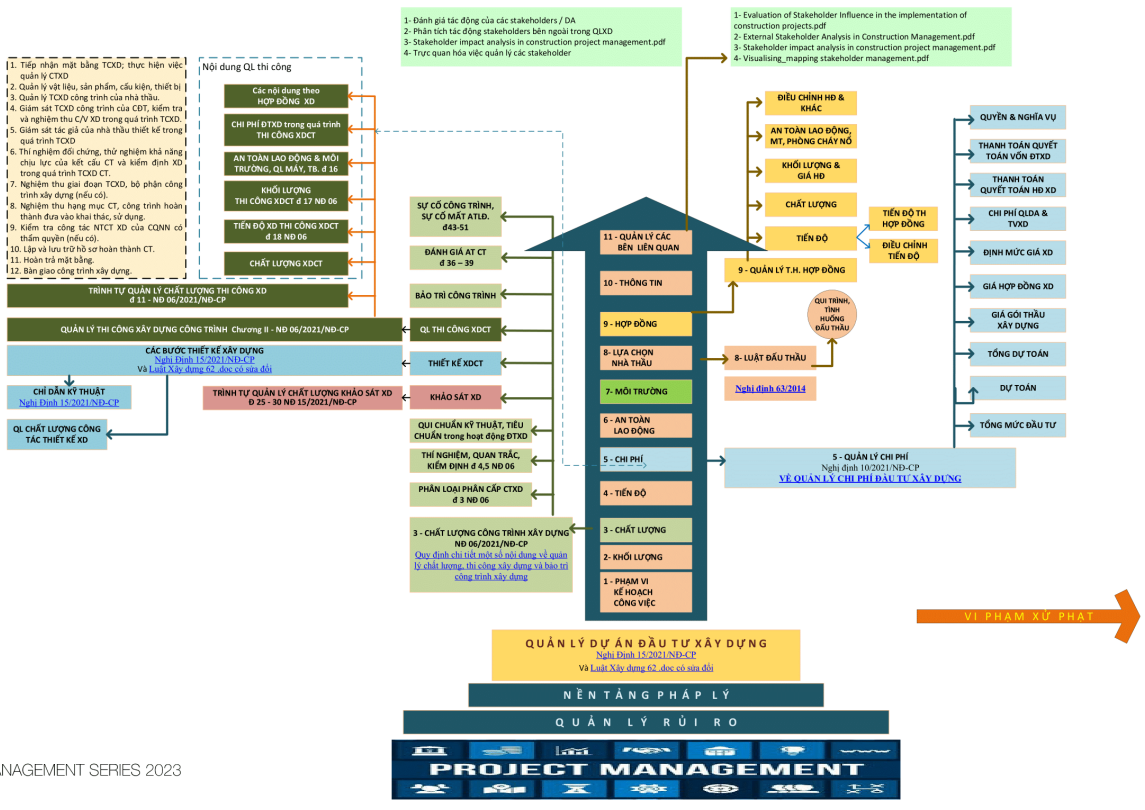 1- Đánh giá tác động của các stakeholders / DA
2- Phân tích tác động stakeholders bên ngoài trong QLXD
3- Stakeholder impact analysis in construction project management.pdf
4- Trực quan hóa việc quản lý các stakeholder
1- Evaluation of Stakeholder Influence in the implementation of
construction projects.pdf
2- External Stakeholder Analysis in Construction Management.pdf
3- Stakeholder impact analysis in construction project management.pdf
4- Visualising_mapping stakeholder management.pdf
1. Tiếp nhận mặt bằng TCXD; thực hiện việc
quản lý CTXD
2. Quản lý vật liệu, sản phẩm, cấu kiện, thiết bị
3. Quản lý TCXD công trình của nhà thầu.
4. Giám sát TCXD công trình của CĐT, kiểm tra
và nghiệm thu C/V XD trong quá trình TCXD.
5. Giám sát tác giả của nhà thầu thiết kế trong
quá trình TCXD
6. Thí nghiệm đối chứng, thử nghiệm khả năng
chịu lực của kết cấu CT và kiểm định XD
trong quá trình TCXD CT.
7. Nghiệm thu giai đoạn TCXD, bộ phận công
trình xây dựng (nếu có).
8. Nghiệm thu hạng mục CT, công trình hoàn
thành đưa vào khai thác, sử dụng.
9. Kiểm tra công tác NTCT XD của CQNN có
thẩm quyền (nếu có).
10. Lập và lưu trữ hồ sơ hoàn thành CT.
11. Hoàn trả mặt bằng.
12. Bàn giao công trình xây dựng.
Nội dung QL thi công
Các nội dung theo
HỢP ĐỒNG XD
CHI PHÍ ĐTXD trong quá trình
THI CÔNG XDCT
AN TOÀN LAO ĐỘNG & MÔI
TRƯỜNG, QL MÁY, TB. đ 16
KHỐI LƯỢNG
THI CÔNG XDCT đ 17 NĐ 06
TIẾN ĐỘ XD THI CÔNG XDCT
đ 18 NĐ 06
CHẤT LƯỢNG XDCT
TRÌNH TỰ QUẢN LÝ CHẤT LƯỢNG THI CÔNG XD
đ 11 - NĐ 06/2021/NĐ-CP
QUẢN LÝ THI CÔNG XÂY DỰNG CÔNG TRÌNH Chương II - NĐ 06/2021/NĐ-CP
CÁC BƯỚC THIẾT KẾ XÂY DỰNG
Nghị Định 15/2021/NĐ-CP
Và Luật Xây dựng 62 .doc có sửa đổi
CHỈ DẪN KỸ THUẬT
Nghị Định 15/2021/NĐ-CP
QL CHẤT LƯỢNG CÔNG
TÁC THIẾT KẾ XD
TRÌNH TỰ QUẢN LÝ CHẤT LƯỢNG KHẢO SÁT XD
Đ 25 - 30 NĐ 15/2021/NĐ-CP
SỰ CỐ CÔNG TRÌNH,
SỰ CỐ MẤT ATLĐ.
đ43-51
ĐÁNH GIÁ AT CT
đ 36 – 39
BẢO TRÌ CÔNG TRÌNH
QL THI CÔNG XDCT
THIẾT KẾ XDCT
KHẢO SÁT XD
QUI CHUẨN KỸ THUẬT, TIÊU
CHUẨN trong hoạt động ĐTXD
THÍ NGHIỆM, QUAN TRẮC,
KIỂM ĐỊNH đ 4,5 NĐ 06
PHÂN LOẠI PHÂN CẤP CTXD
đ 3 NĐ 06
3 - CHẤT LƯỢNG CÔNG TRÌNH XÂY DỰNG
NĐ 06/2021/NĐ-CP
Quy định chi tiết một số nội dung về quản
lý chất lượng, thi công xây dựng và bảo trì
công trình xây dựng
11 - QUẢN LÝ CÁC
BÊN LIÊN QUAN
10 - THÔNG TIN
9 - HỢP ĐỒNG
8- LỰA CHỌN
NHÀ THẦU
7- MÔI TRƯỜNG
6 - AN TOÀN
LAO ĐỘNG
5 - CHI PHÍ
4 - TIẾN ĐỘ
3 - CHẤT LƯỢNG
2- KHỐI LƯỢNG
1 - PHẠM VI
KẾ HOẠCH
CÔNG VIỆC
ĐIỀU CHỈNH HĐ &
KHÁC
AN TOÀN LAO ĐỘNG,
MT, PHÒNG CHÁY NỔ
KHỐI LƯỢNG &
GIÁ HĐ
CHẤT LƯỢNG
TIẾN ĐỘ
TIẾN ĐỘ TH
HỢP ĐỒNG
ĐIỀU CHỈNH
TIẾN ĐỘ
9 - QUẢN LÝ T.H. HỢP ĐỒNG
QUI TRÌNH,
TÌNH
HUỐNG
ĐẤU THẦU
8- LUẬT ĐẤU THẦU
Nghị định 63/2014
QUYỀN & NGHĨA VỤ
THANH TOÁN QUYẾT
TOÁN VỐN ĐTXD
THANH TOÁN
QUYẾT TOÁN HĐ XD
CHI PHÍ QLDA &
TVXD
ĐỊNH MỨC GIÁ XD
GIÁ HỢP ĐỒNG XD
GIÁ GÓI THẦU
XÂY DỰNG
TỔNG DỰ TOÁN
DỰ TOÁN
TỔNG MỨC ĐẦU TƯ
5 - QUẢN LÝ CHI PHÍ
Nghị định 10/2021/NĐ-CP
VỀ QUẢN LÝ CHI PHÍ ĐẦU TƯ XÂY DỰNG
VI PHẠM XỬ PHẠT
QUẢN LÝ DỰ ÁN ĐẦU TƯ XÂY DỰNG
Nghị Định 15/2021/NĐ-CP
Và Luật Xây dựng 62 .doc có sửa đổi
NỀN TẢNG PHÁP LÝ
QUẢN LÝ RỦI RO
PROJECT MANAGEMENT
ANAGEMENT SERIES 2023